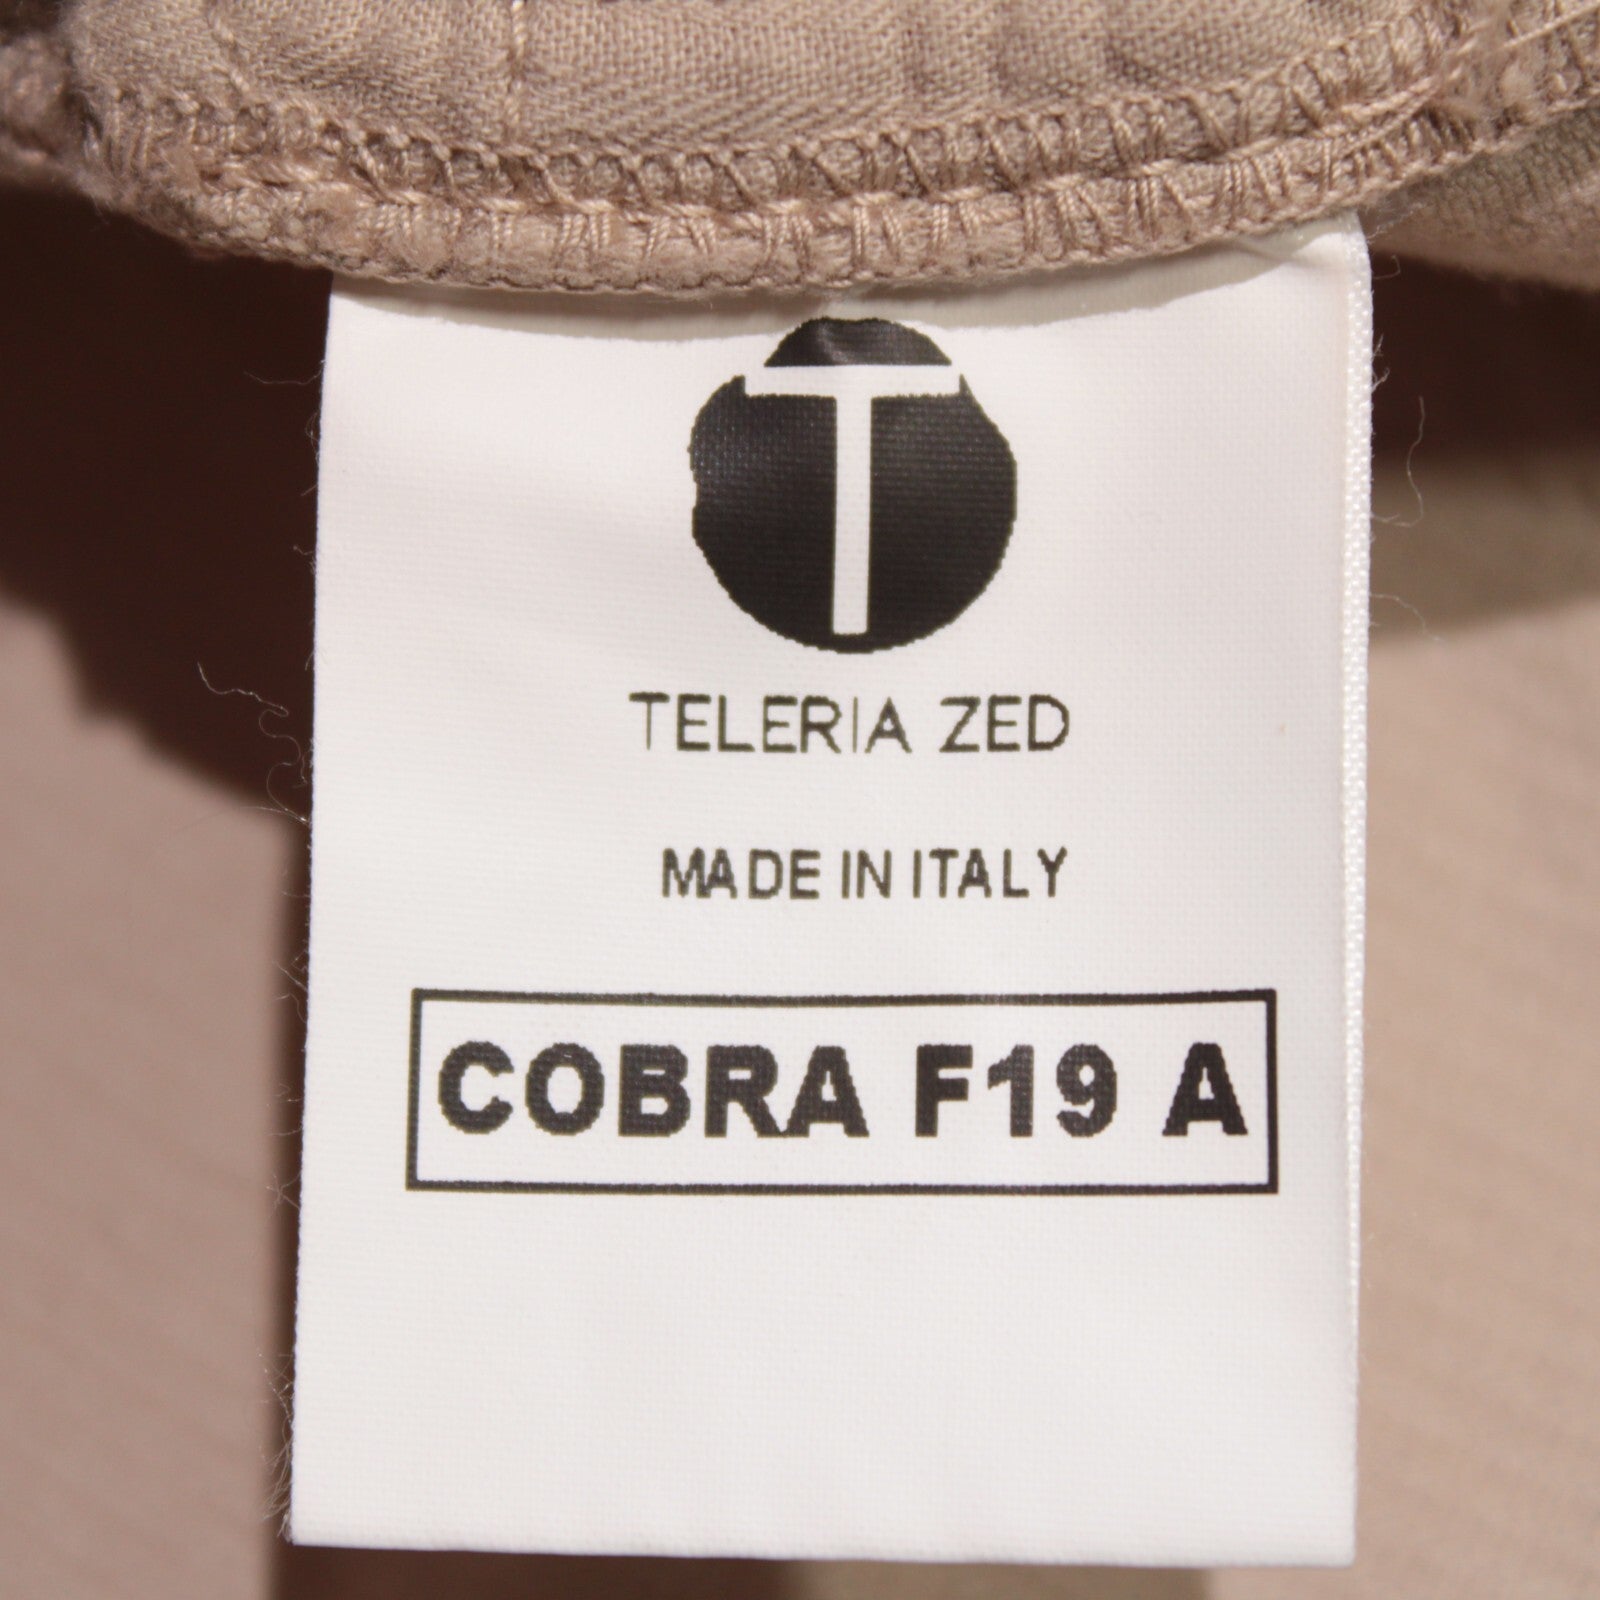 T
TELERIA ZED
MADE IN ITALY
COBRA F19 A